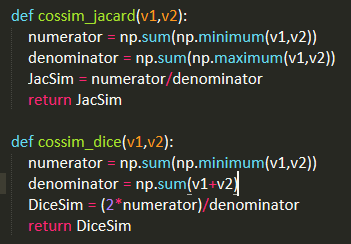 def cossim_jacard(v1,v2):
numerator = np.sum(np.minimum(v1,v2))
denominator = np.sum(np.maximum(v1,v2))
JacSim = numerator/denominator
return JacSim
def cossim_dice(v1,v2):
numerator = np.sum(np.minimum(v1,v2))
denominator = np.sum(v1+v2)
DiceSim = (2*numerator)/denominator
return DiceSim